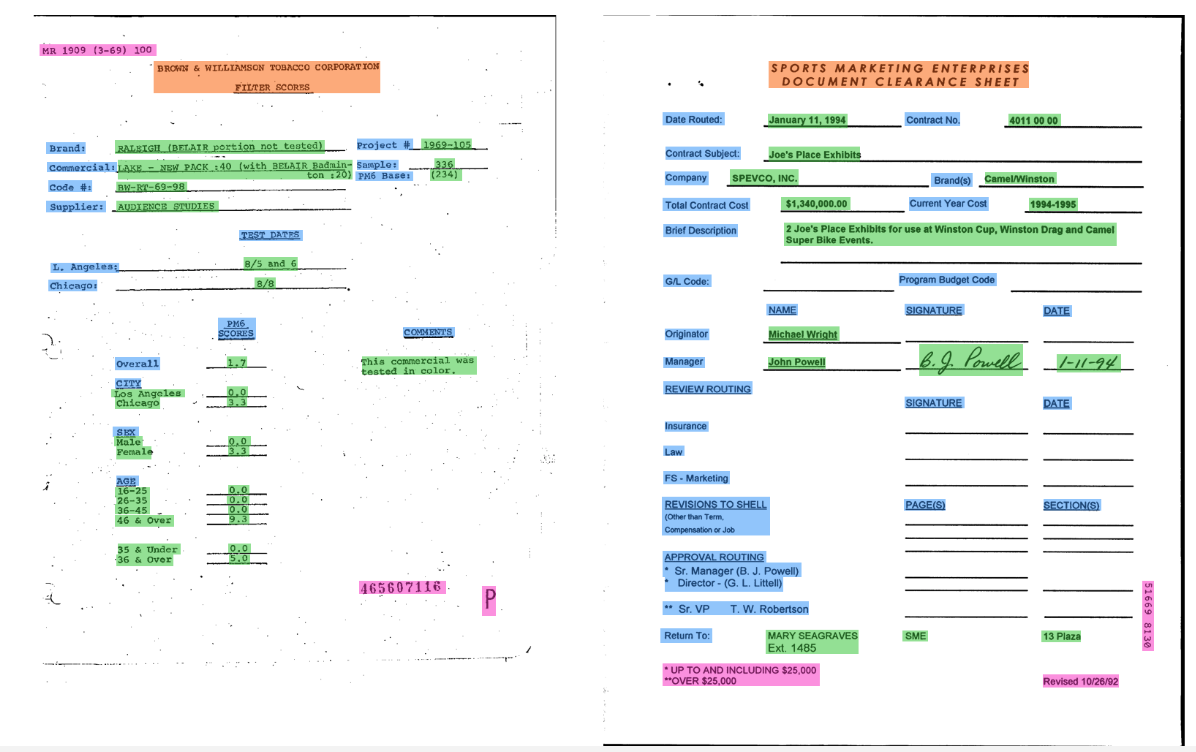 MR 1909 (3-69) 100
BROWN & WILLIAMSON TOBACCO CORPORATION
FILTER SCORES
Brand: RALEIGH (BELAIR portion not tested) Project # 1969-105
Commercial: LAKE - NEW PACK :40 (with BELAIR Badmin- Sample: 336
ton :20) PM6 Base: (234)
Code #: BW-RT-69-98
Supplier: AUDIENCE STUDIES
TEST DATES
L. Angeles: 8/5 and 6
Chicago: 8/8
PM6
SCORES COMMENTS
Overall 1.7 This commercial was
tested in color.
CITY
Los Angeles 0.0
Chicago 3.3
SEX
Male 0.0
Female 3.3
AGE
16-25 0.0
26-35 0.0
36-45 0.0
46 & Over 9.3
35 & Under 0.0
36 & Over 5.0
465607116
P
SPORTS MARKETING ENTERPRISES
DOCUMENT CLEARANCE SHEET
Date Routed: January 11, 1994 Contract No. 4011 00 00
Contract Subject: Joe's Place Exhibits
Company SPEVCO, INC. Brand(s) Camel/Winston
Total Contract Cost $1,340,000.00 Current Year Cost 1994-1995
Brief Description 2 Joe's Place Exhibits for use at Winston Cup, Winston Drag and Camel
Super Bike Events.
G/L Code: Program Budget Code
NAME SIGNATURE DATE
Originator Michael Wright
Manager John Powell B. J. Powell 1-11-94
REVIEW ROUTING
SIGNATURE DATE
Insurance
Law
FS - Marketing
REVISIONS TO SHELL PAGE(S) SECTION(S)
(Other than Term,
Compensation or Job
APPROVAL ROUTING
* Sr. Manager (B. J. Powell)
* Director - (G. L. Littell)
** Sr. VP T. W. Robertson
Return To: MARY SEAGRAVES SME 13 Plaza
Ext. 1485
* UP TO AND INCLUDING $25,000
**OVER $25,000 Revised 10/26/92
51669 8130